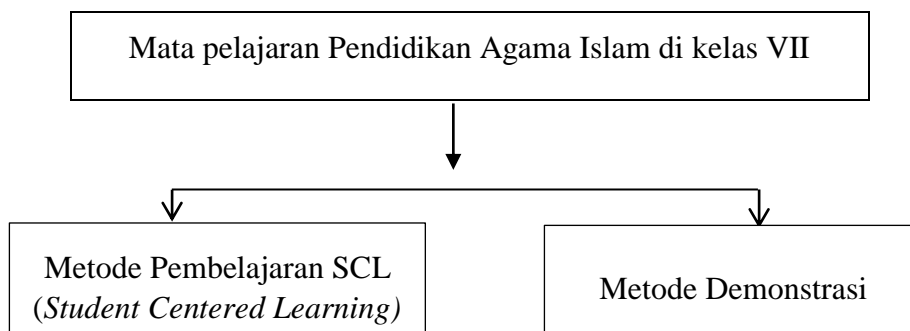 Mata pelajaran Pendidikan Agama Islam di kelas VII
Metode Pembelajaran SCL
(Student Centered Learning)
Metode Demonstrasi